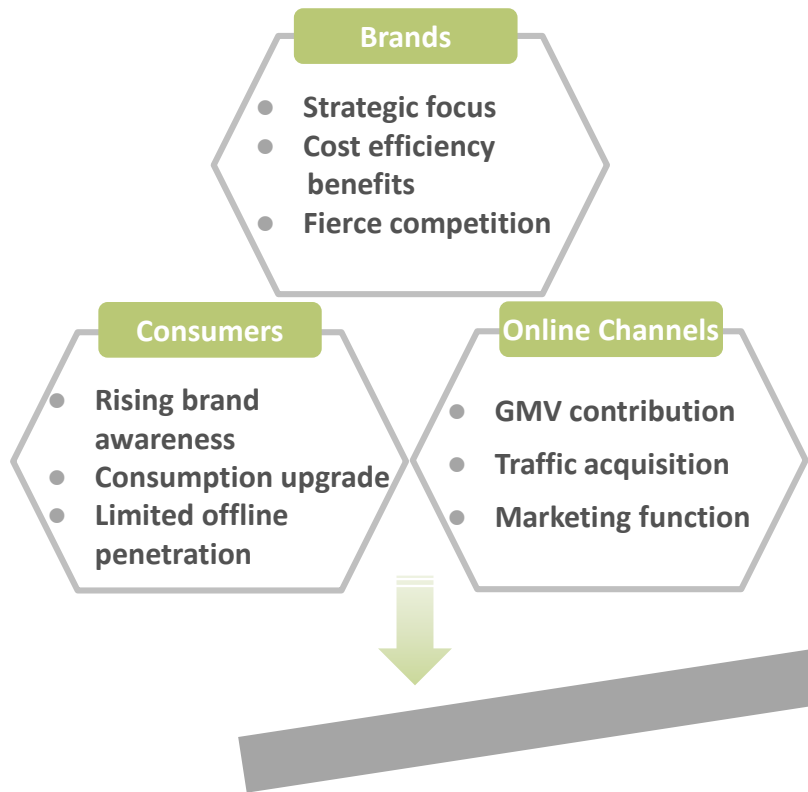 Brands
● Strategic focus
● Cost efficiency
benefits
● Fierce competition
Consumers
● Rising brand
awareness
● Consumption upgrade
● Limited offline
penetration
Online Channels
● GMV contribution
● Traffic acquisition
● Marketing function